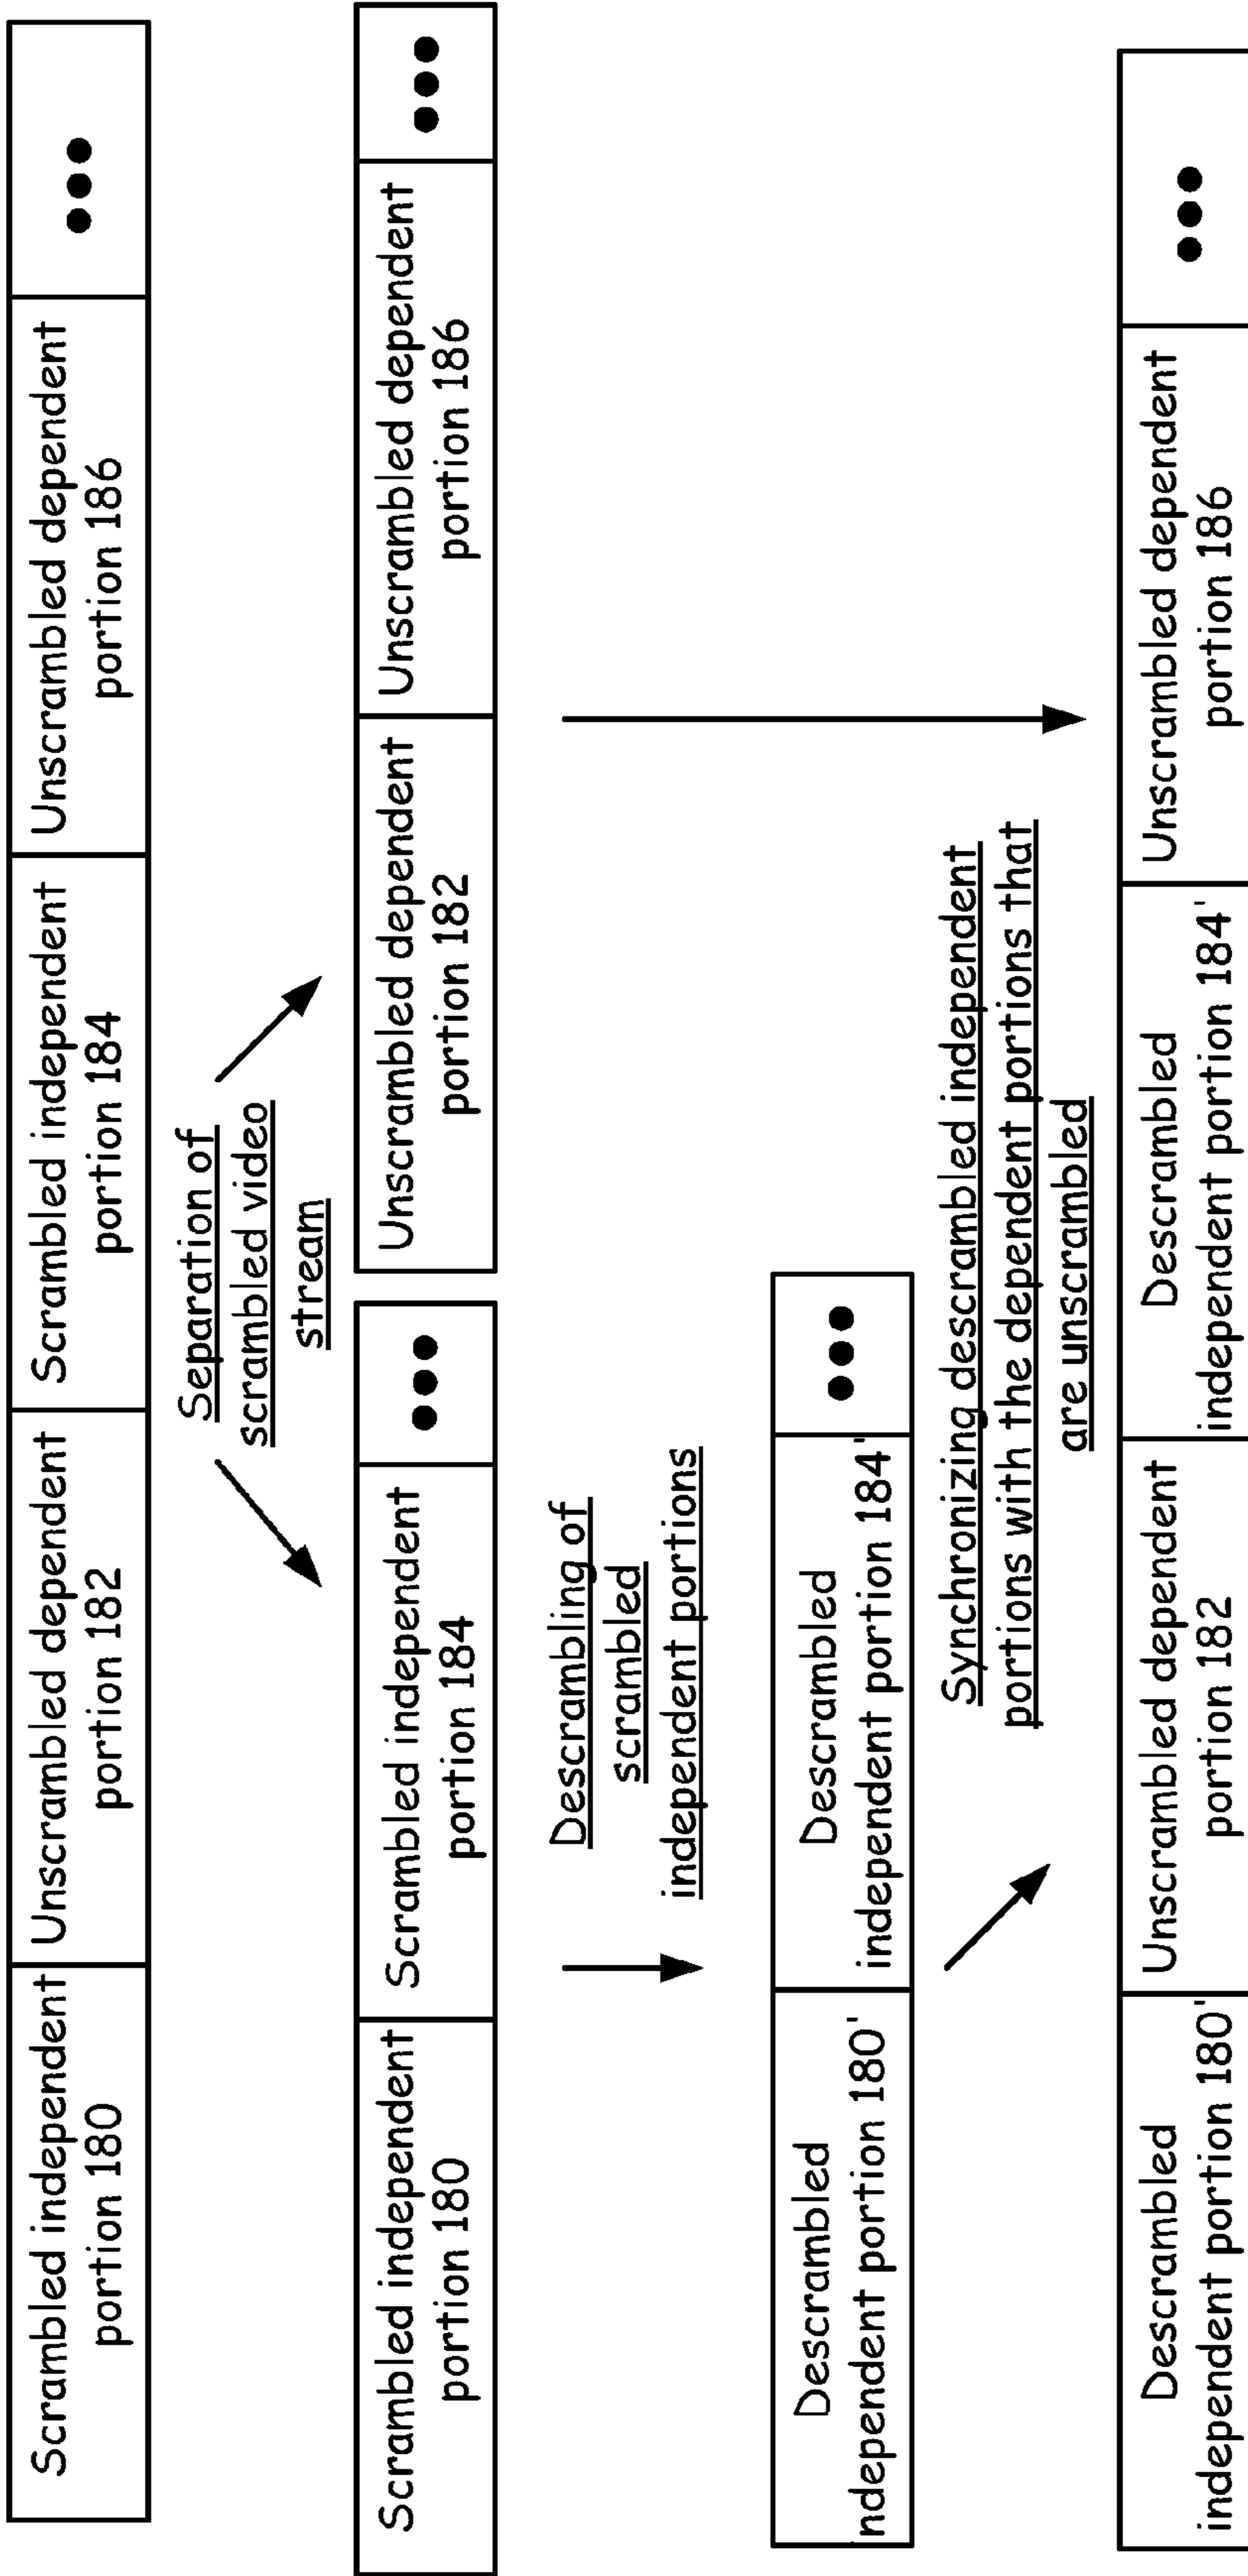 Scrambled independent
portion 180
Unscrambled dependent
portion 182
Scrambled independent
portion 184
Unscrambled dependent
portion 186
●●●
Separation of
scrambled video
stream
Scrambled independent
portion 180
Scrambled independent
portion 184
●●●
Unscrambled dependent
portion 182
Unscrambled dependent
portion 186
●●●
Descrambling of
scrambled
independent portions
Descrambled
independent portion 180'
Descrambled
independent portion 184'
●●●
Synchronizing descrambled independent
portions with the dependent portions that
are unscrambled
Descrambled
independent portion 180'
Unscrambled dependent
portion 182
Descrambled
independent portion 184'
Unscrambled dependent
portion 186
●●●